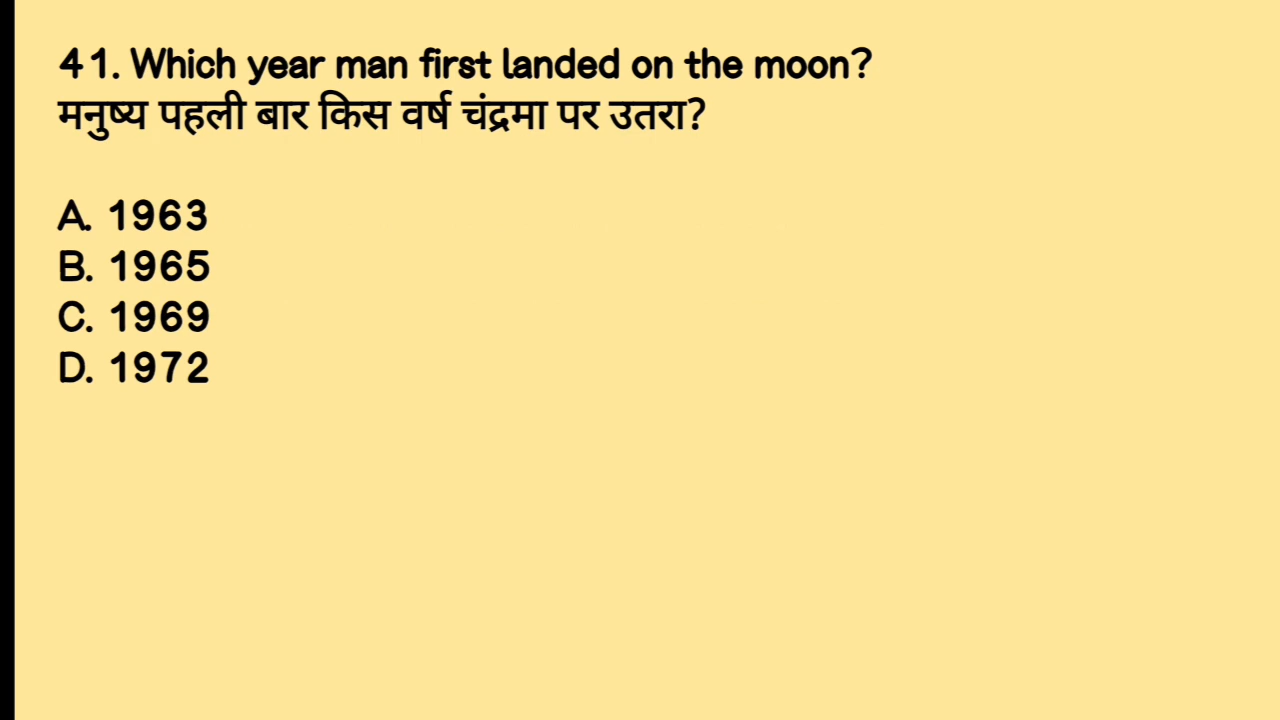 41. Which year man first landed on the moon?
मनुष्य पहली बार किस वर्ष चंद्रमा पर उतरा?
A. 1963
B. 1965
C. 1969
D. 1972